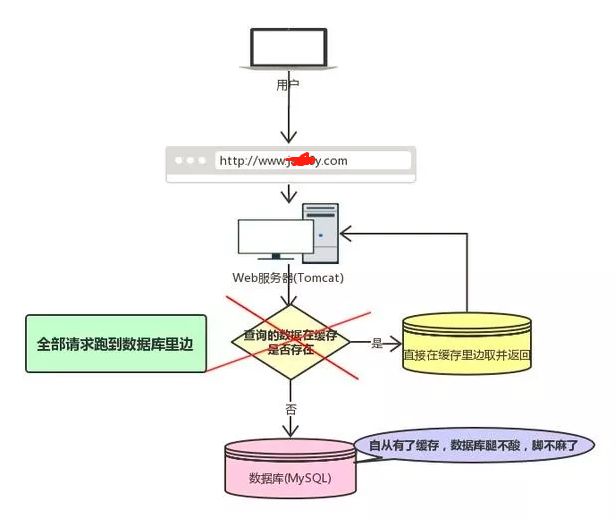 用户
http://www.j
y.com
Web服务器(Tomcat)
全部请求跑到数据库里边
查询的数据在缓存
是否存在
是
直接在缓存里边取并返回
否
自从有了缓存，数据库腿不酸，脚不麻了
数据库(MySQL)